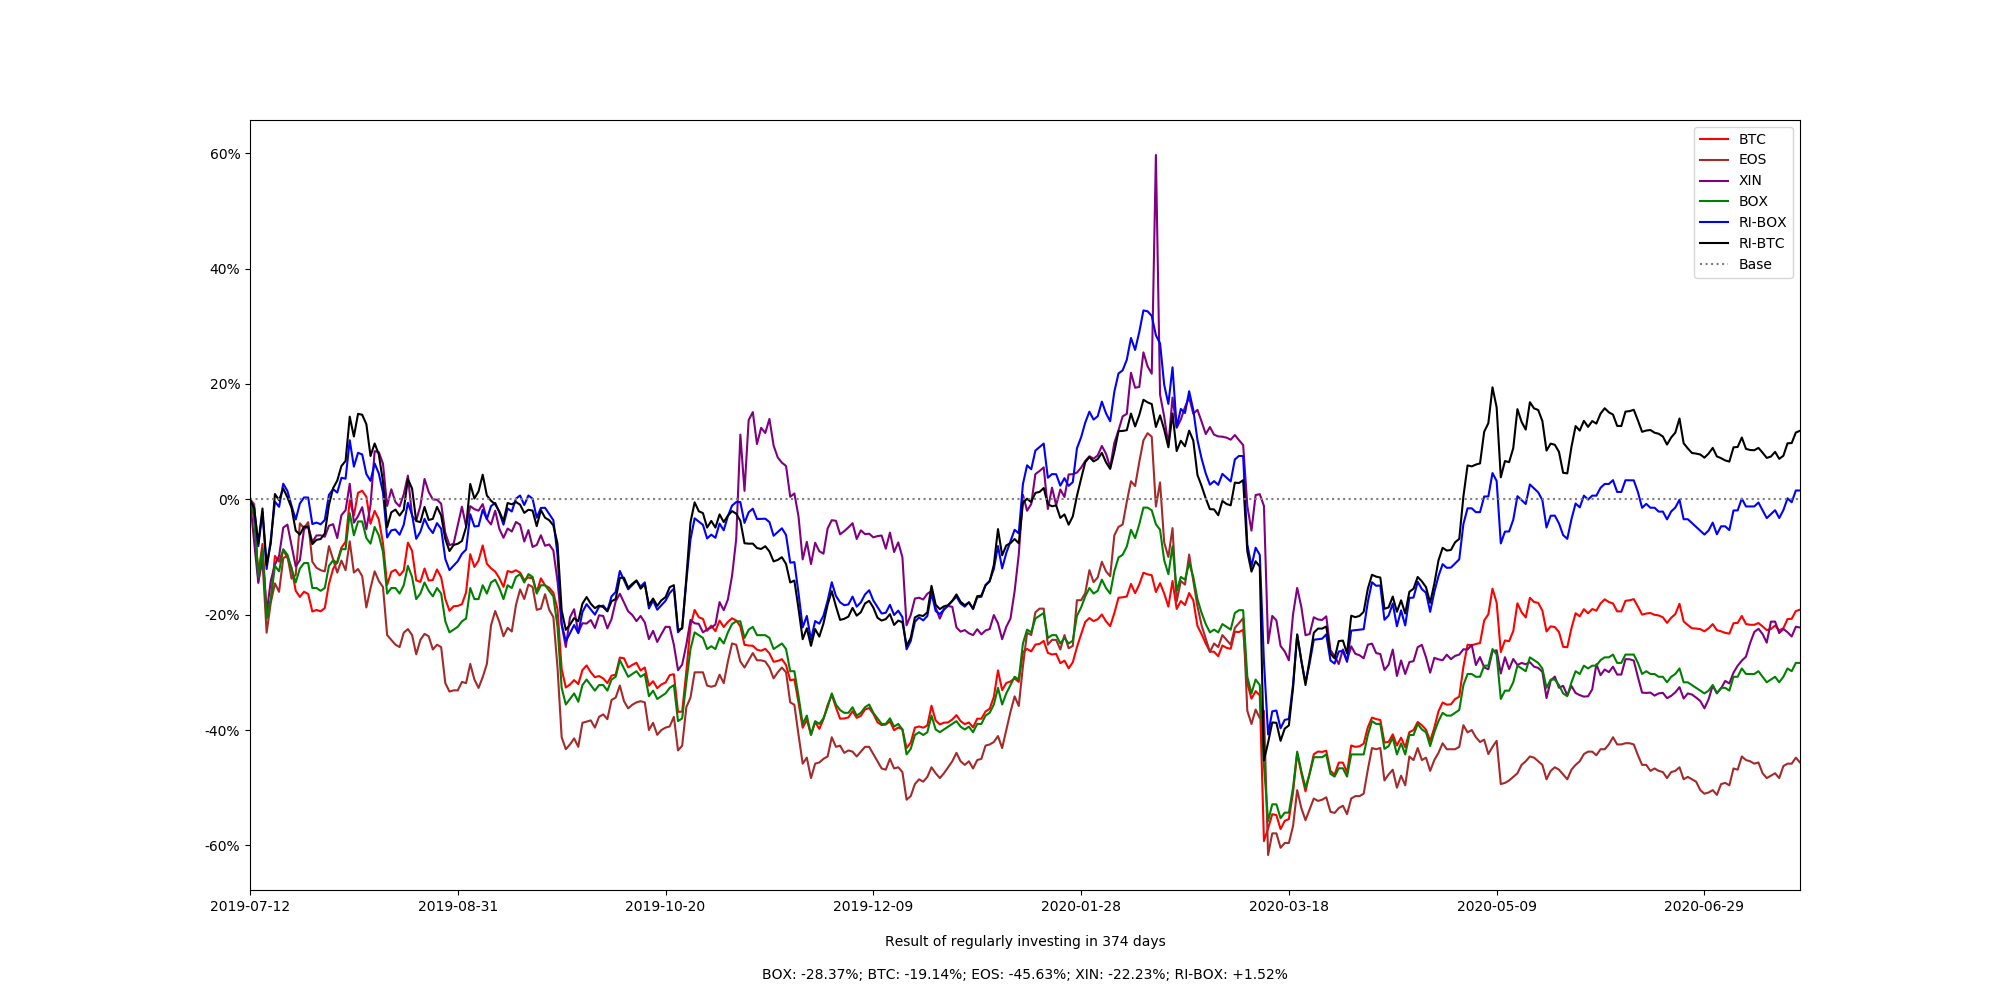 BTC
EOS
XIN
BOX
RI-BOX
RI-BTC
Base
60%
40%
20%
0%
-20%
-40%
-60%
2019-07-12 2019-08-31 2019-10-20 2019-12-09 2020-01-28 2020-03-18 2020-05-09 2020-06-29
Result of regularly investing in 374 days
BOX: -28.37%; BTC: -19.14%; EOS: -45.63%; XIN: -22.23%; RI-BOX: +1.52%